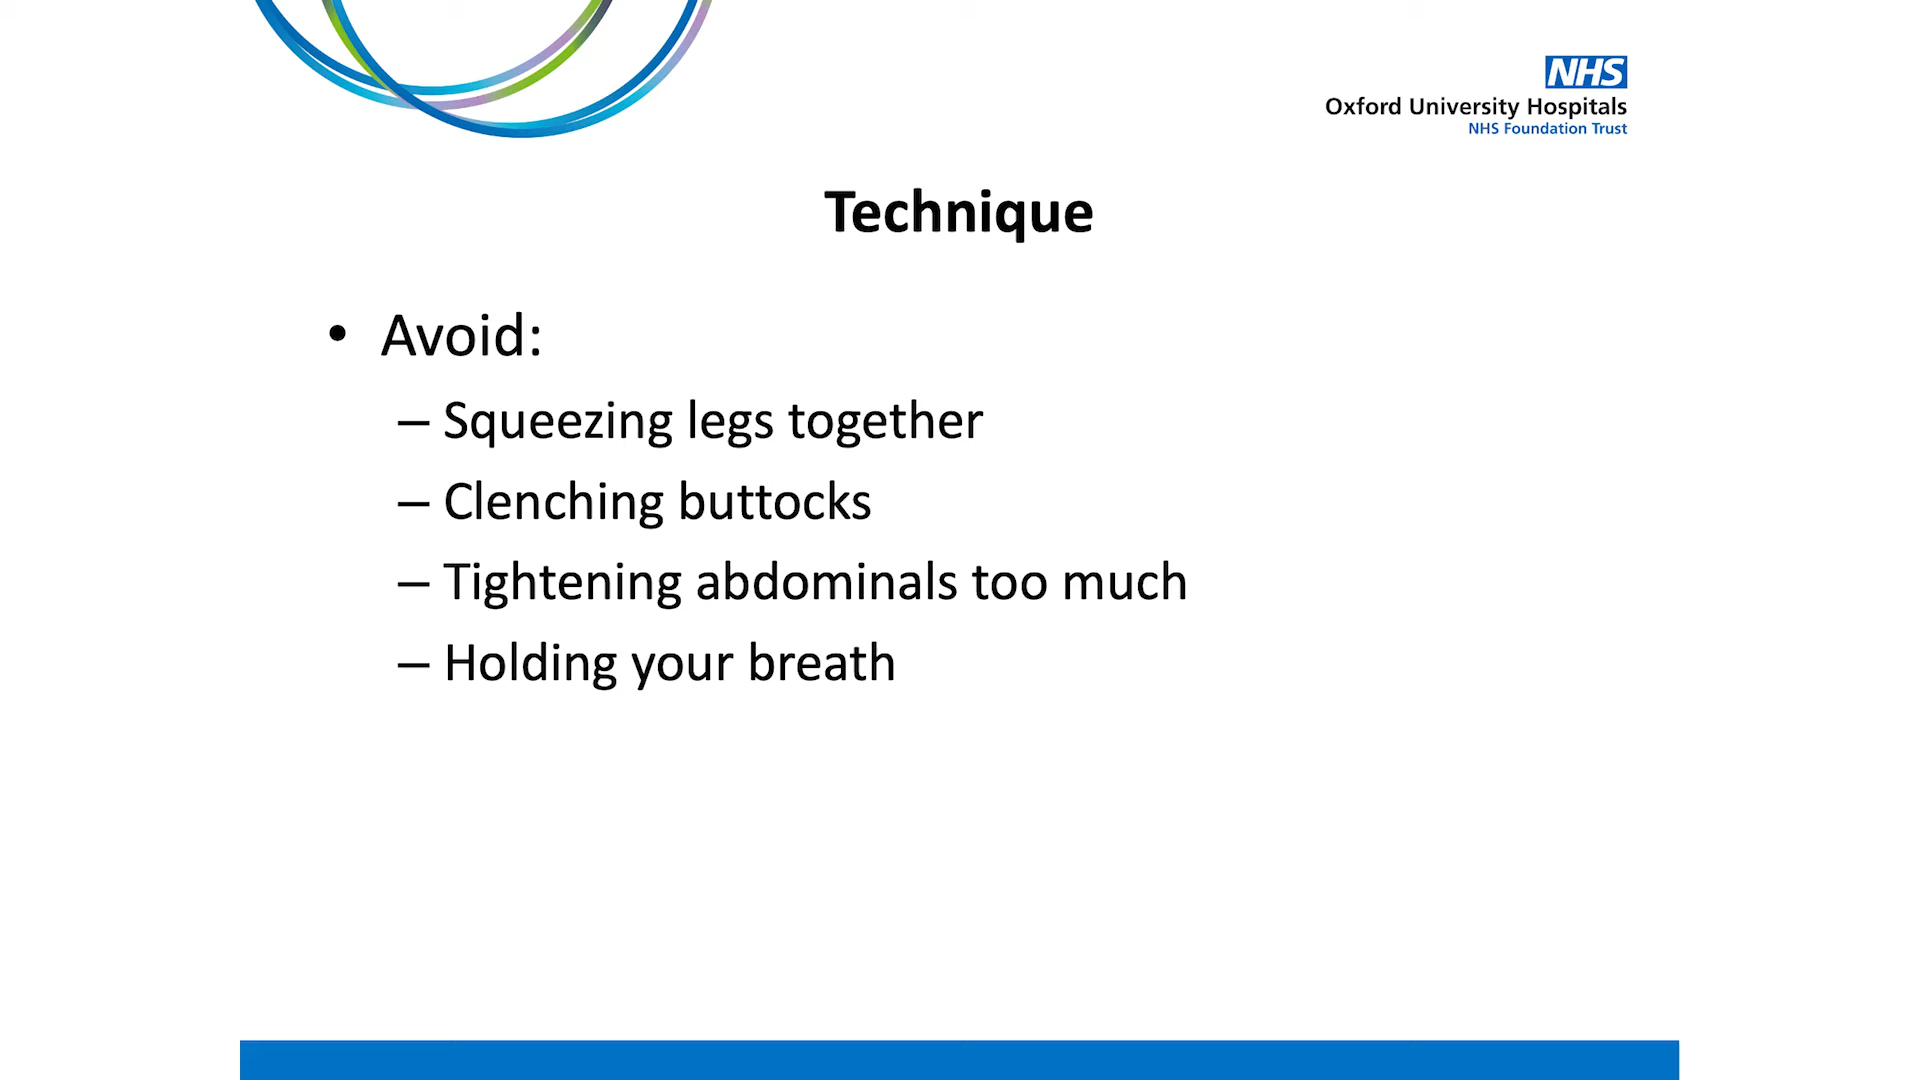 NHS
Oxford University Hospitals
NHS Foundation Trust
Technique
• Avoid:
– Squeezing legs together
– Clenching buttocks
– Tightening abdominals too much
– Holding your breath